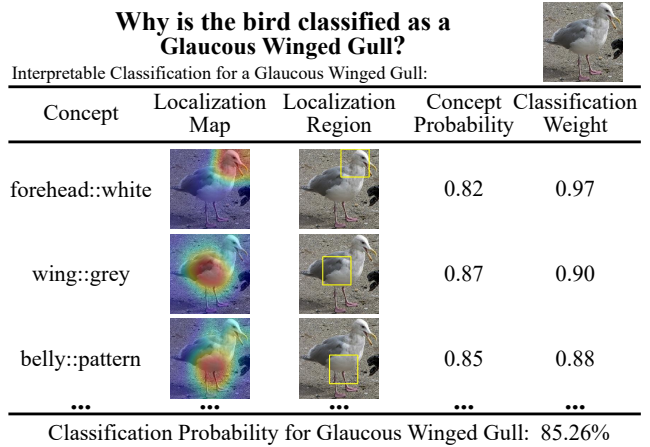 Why is the bird classified as a
Glaucous Winged Gull?
Interpretable Classification for a Glaucous Winged Gull:
Concept Localization Map Localization Region Concept Probability Classification Weight
forehead::white 0.82 0.97
wing::grey 0.87 0.90
belly::pattern 0.85 0.88
... ... ... ... ...
Classification Probability for Glaucous Winged Gull: 85.26%